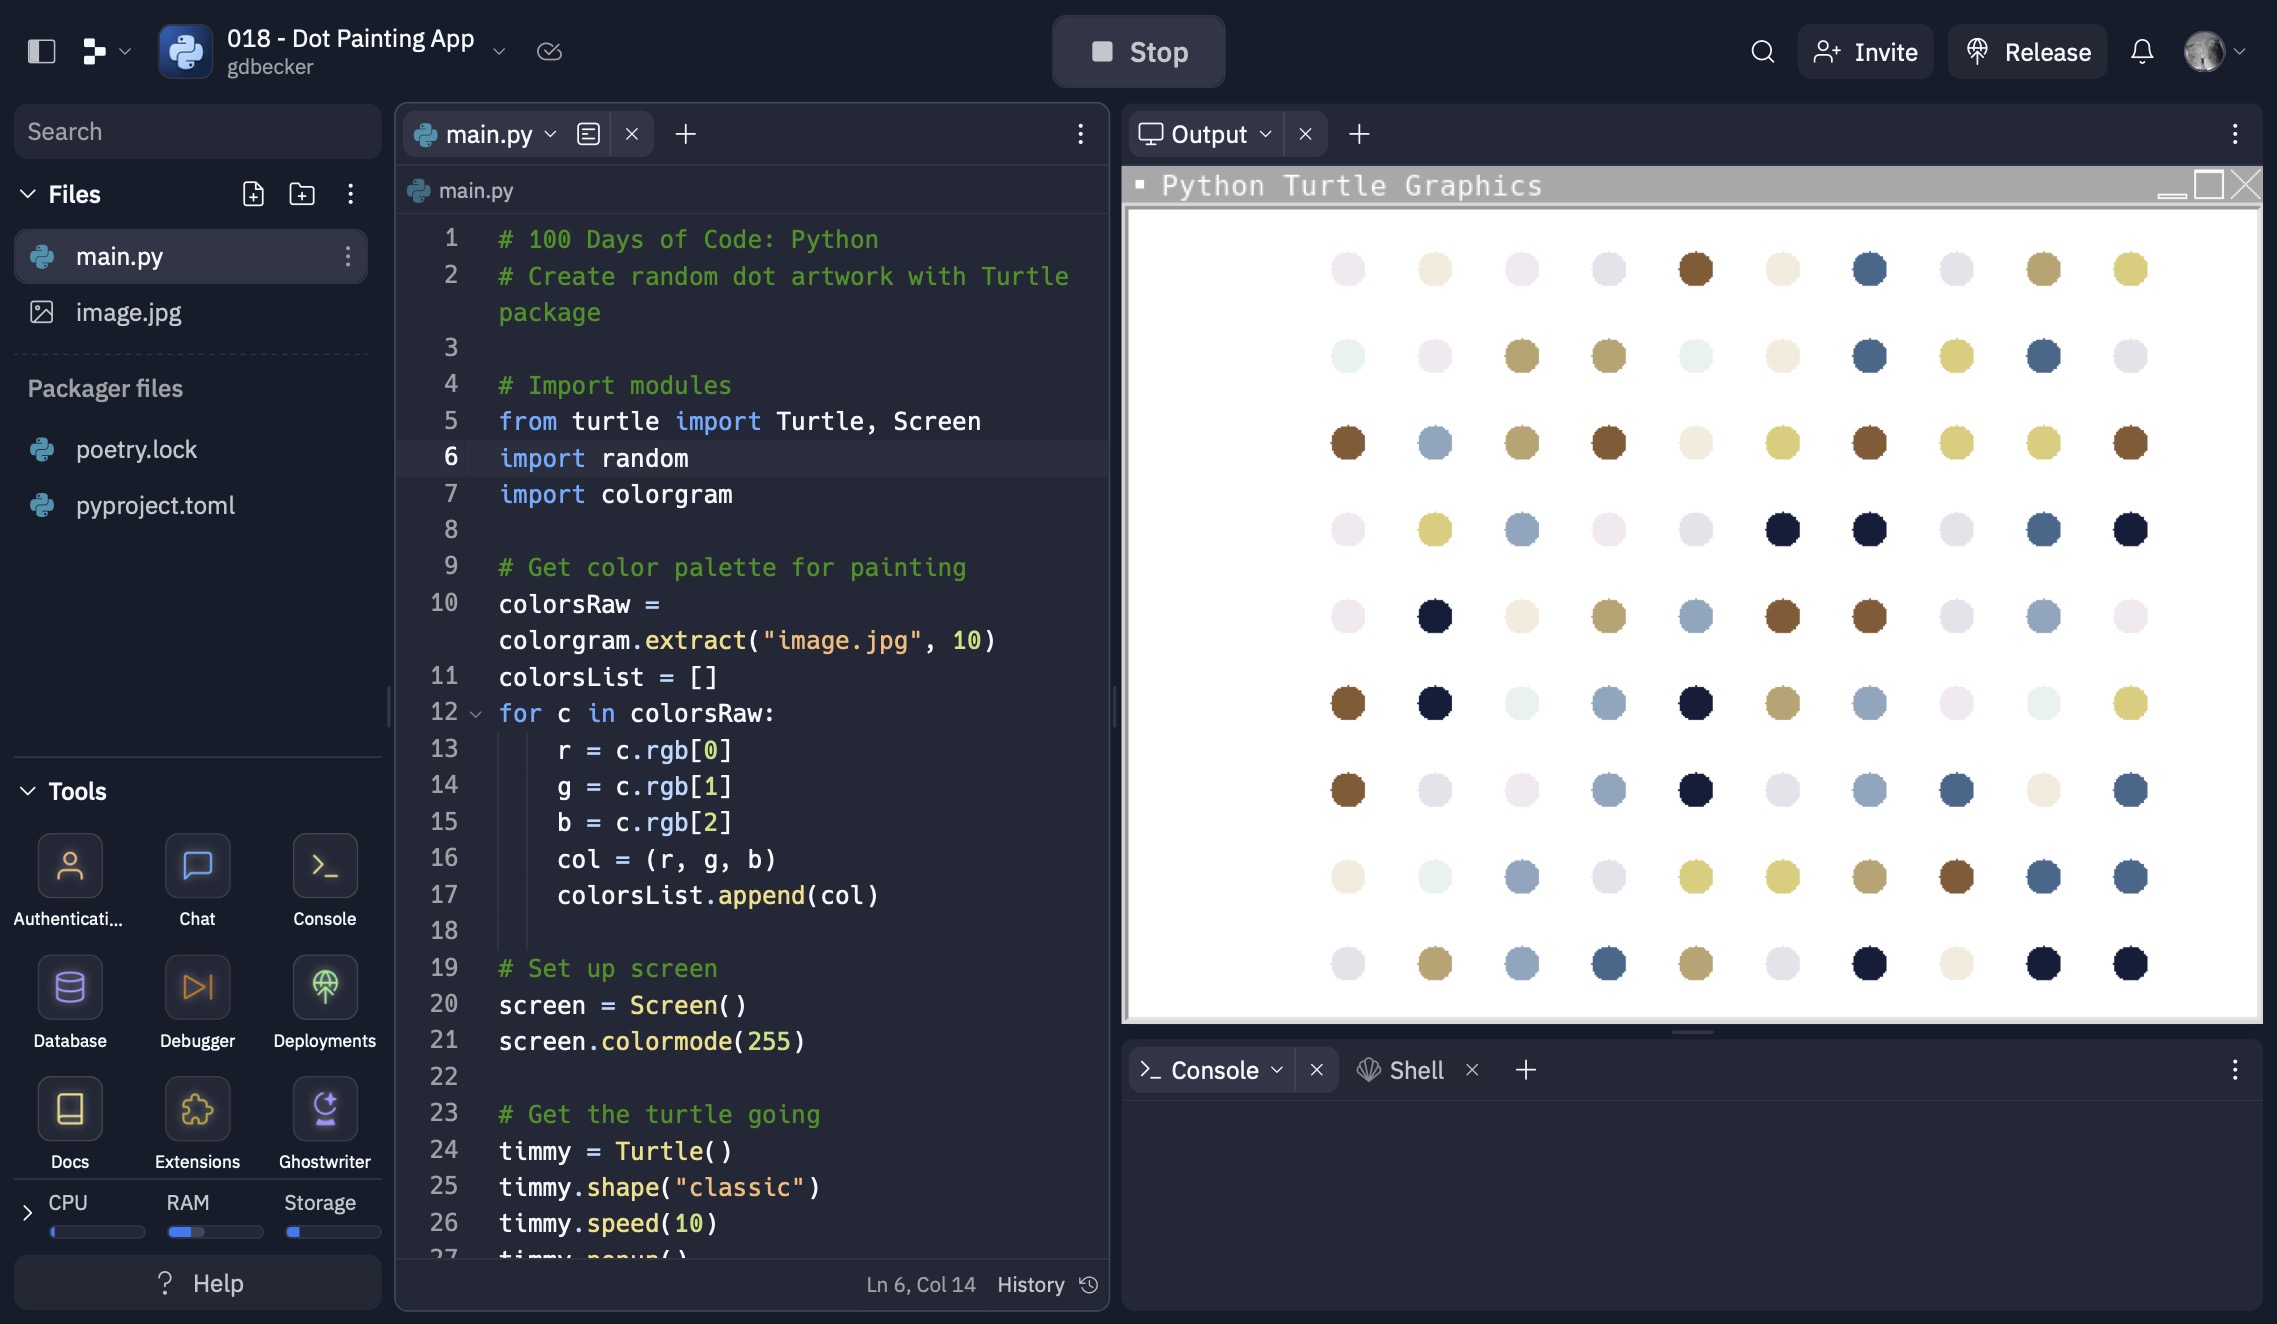 018 - Dot Painting App
gdbecker
Stop
Invite
Release
Search
Files
main.py
image.jpg
Packager files
poetry.lock
pyproject.toml
Tools
Authenticati...
Chat
Console
Database
Debugger
Deployments
Docs
Extensions
Ghostwriter
CPU
RAM
Storage
? Help
main.py
main.py
1 # 100 Days of Code: Python
2 # Create random dot artwork with Turtle
package
3
4 # Import modules
5 from turtle import Turtle, Screen
6 import random
7 import colorgram
8
9 # Get color palette for painting
10 colorsRaw =
colorgram.extract("image.jpg", 10)
11 colorsList = []
12 for c in colorsRaw:
13 r = c.rgb[0]
14 g = c.rgb[1]
15 b = c.rgb[2]
16 col = (r, g, b)
17 colorsList.append(col)
18
19 # Set up screen
20 screen = Screen()
21 screen.colormode(255)
22
23 # Get the turtle going
24 timmy = Turtle()
25 timmy.shape("classic")
26 timmy.speed(10)
27 timmy.penup()
Ln 6, Col 14 History
Output
Python Turtle Graphics
Console
Shell